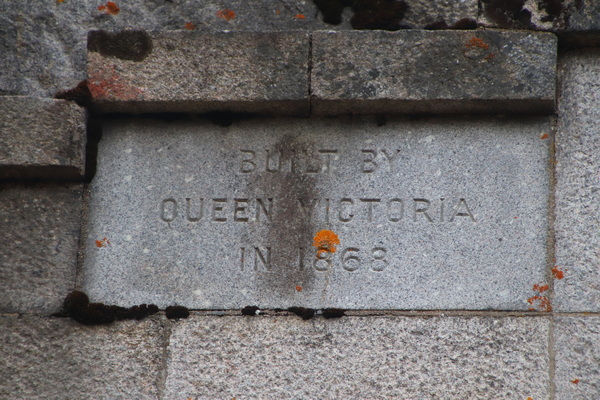 BUILT BY
QUEEN VICTORIA
IN 1868